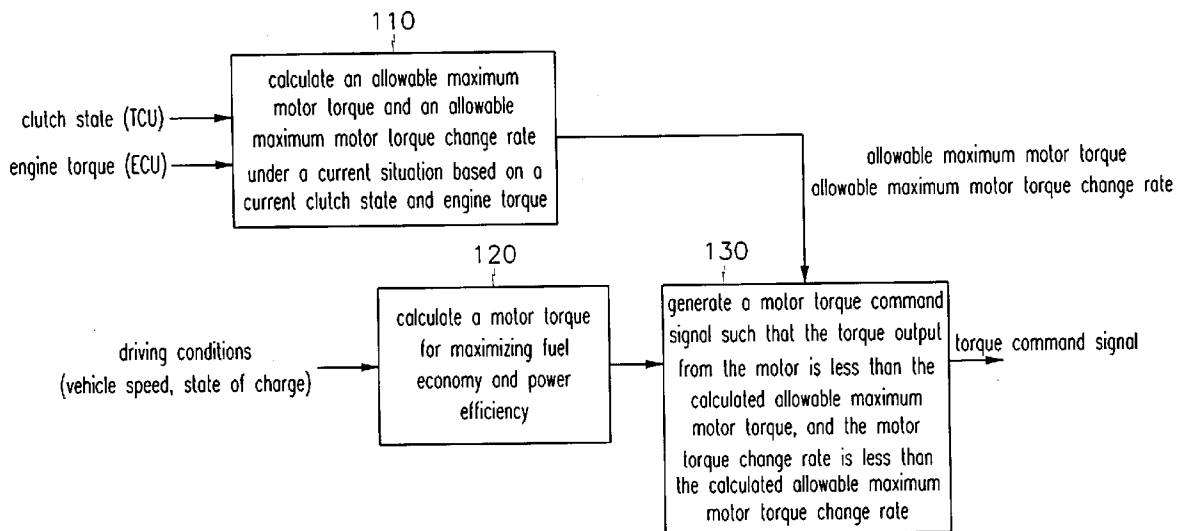 110
calculate an allowable maximum
motor torque and an allowable
maximum motor torque change rate
under a current situation based on a
current clutch state and engine torque
clutch state (TCU)
engine torque (ECU)
allowable maximum motor torque
allowable maximum motor torque change rate
120
calculate a motor torque
for maximizing fuel
economy and power
efficiency
driving conditions
(vehicle speed, state of charge)
130
generate a motor torque command
signal such that the torque output
from the motor is less than the
calculated allowable maximum
motor torque, and the motor
torque change rate is less than
the calculated allowable maximum
motor torque change rate
torque command signal